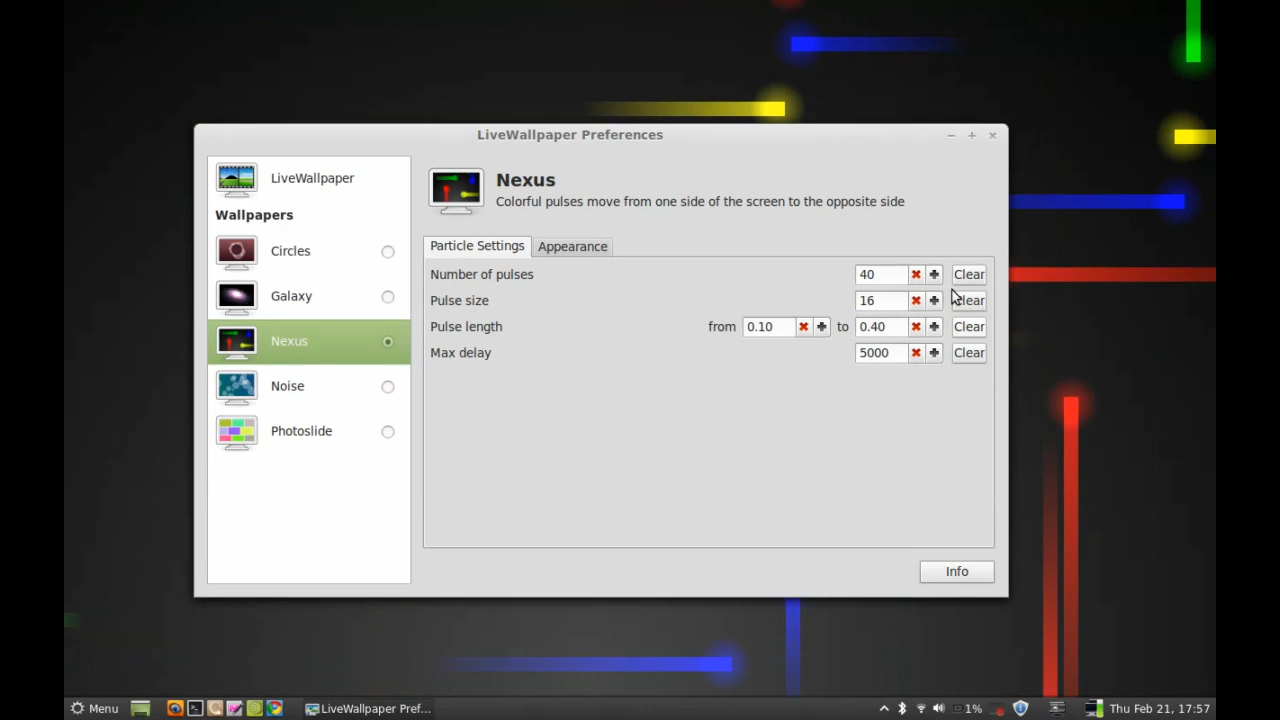 LiveWallpaper Preferences
LiveWallpaper
Wallpapers
Circles
Galaxy
Nexus
Noise
Photoslide
Nexus
Colorful pulses move from one side of the screen to the opposite side
Particle Settings Appearance
Number of pulses 40 Clear
Pulse size 16 Clear
Pulse length from 0.10 to 0.40 Clear
Max delay 5000 Clear
Info
Menu LiveWallpaper Pref... 1% Thu Feb 21, 17:57